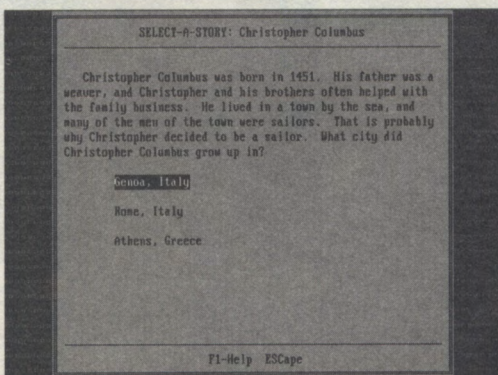 SELECT-A-STORY: Christopher Columbus
Christopher Columbus was born in 1451. His father was a
weaver, and Christopher and his brothers often helped with
the family business. He lived in a town by the sea, and
many of the men of the town were sailors. That is probably
why Christopher decided to be a sailor. What city did
Christopher Columbus grow up in?
Genoa, Italy
Rome, Italy
Athens, Greece
F1-Help ESCape